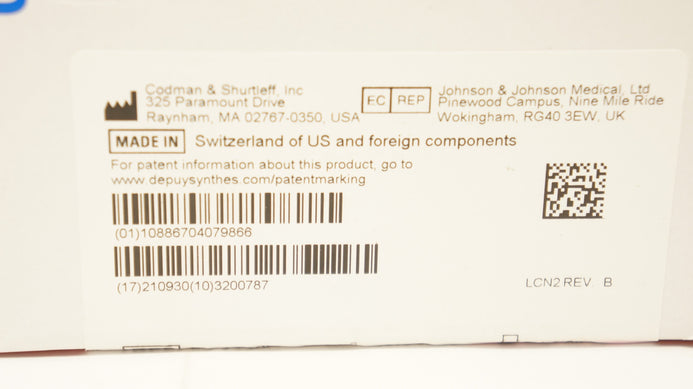 Codman & Shurtleff, Inc
325 Paramount Drive
Raynham, MA 02767-0350, USA
EC REP
Johnson & Johnson Medical, Ltd
Pinewood Campus, Nine Mile Ride
Wokingham, RG40 3EW, UK
MADE IN Switzerland of US and foreign components
For patent information about this product, go to
www.depuysynthes.com/patentmarking
(01)10886704079866
(17)210930(10)3200787
LCN2 REV B